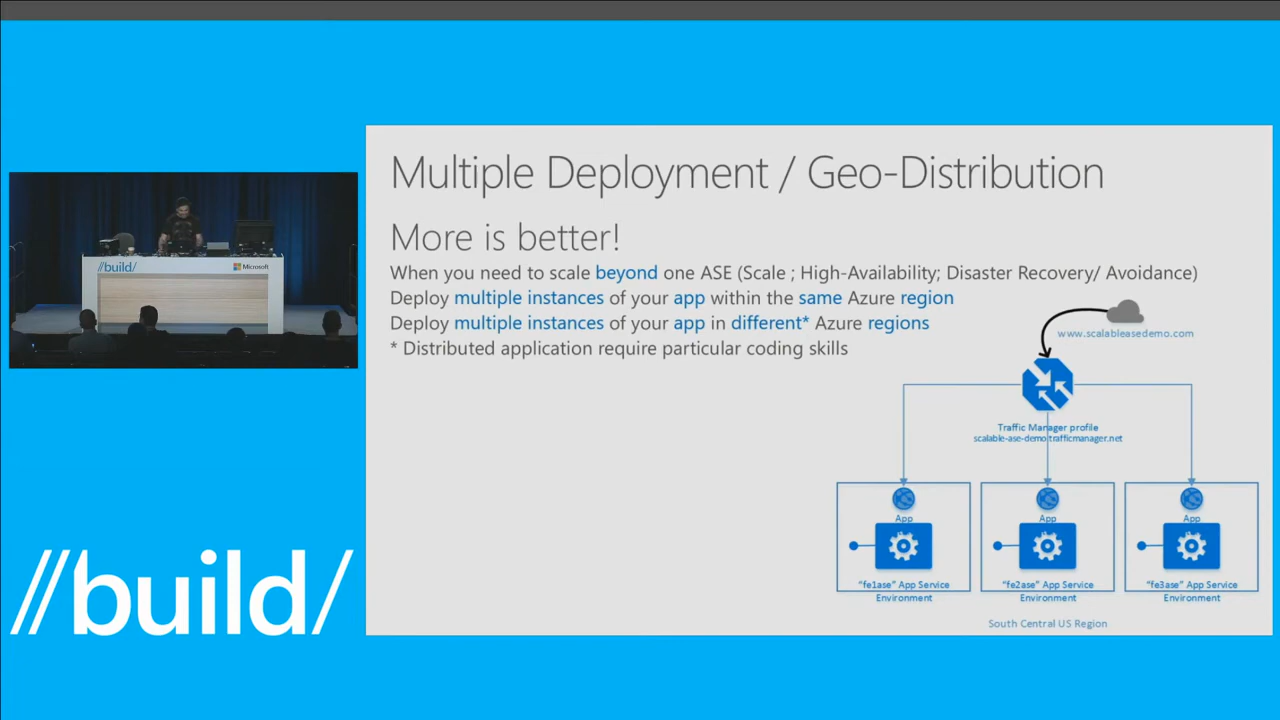 Multiple Deployment / Geo-Distribution
More is better!
When you need to scale beyond one ASE (Scale ; High-Availability; Disaster Recovery/ Avoidance)
Deploy multiple instances of your app within the same Azure region
Deploy multiple instances of your app in different* Azure regions
* Distributed application require particular coding skills
www.scalableasedemo.com
Traffic Manager profile
scalable-ase-demo.trafficmanager.net
App
App
App
"fe1ase" App Service
Environment
"fe2ase" App Service
Environment
"fe3ase" App Service
Environment
South Central US Region
//build/
Microsoft
//build/